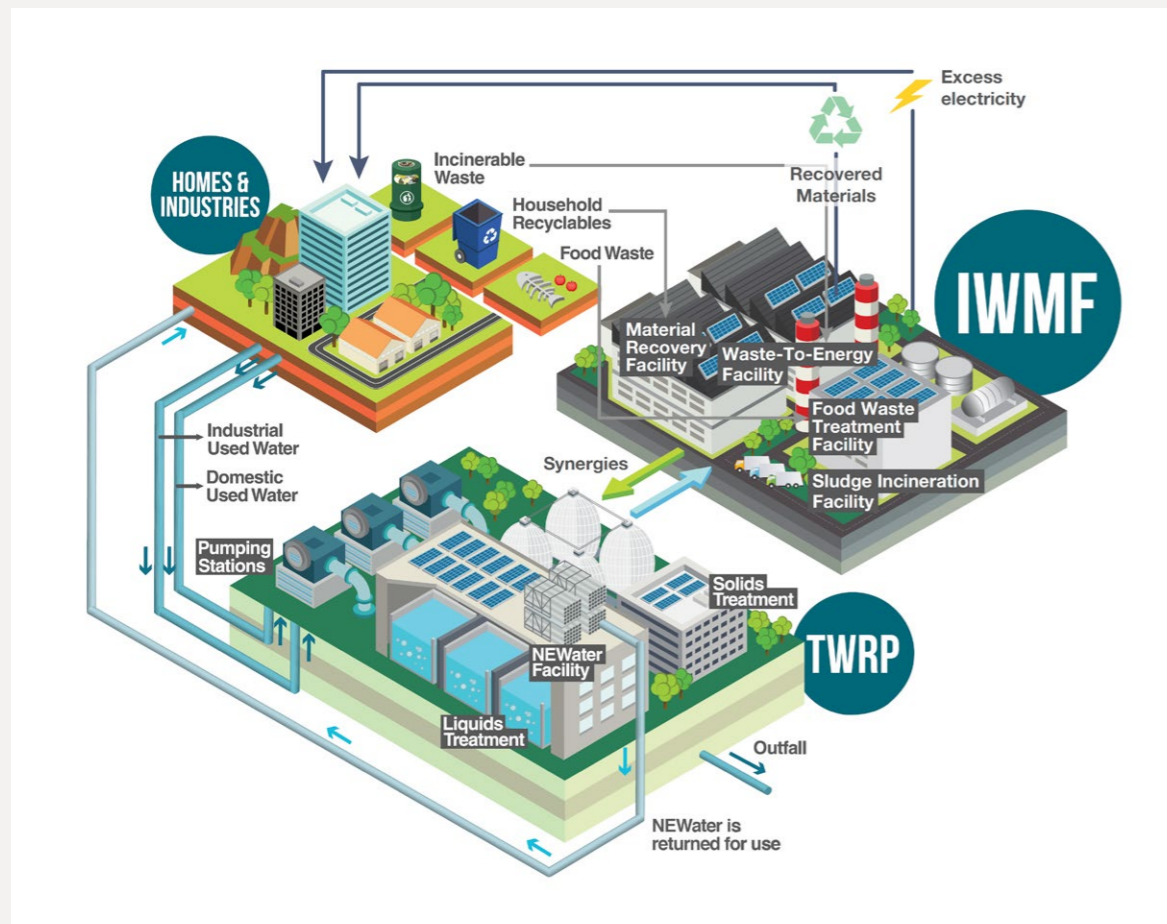 Excess
electricity
HOMES &
INDUSTRIES
Incinerable
Waste
Recovered
Materials
Household
Recyclables
Food Waste
IWMF
Material
Recovery
Facility
Waste-To-Energy
Facility
Food Waste
Treatment
Facility
Sludge Incineration
Facility
Industrial
Used Water
Domestic
Used Water
Synergies
Pumping
Stations
Solids
Treatment
TWRP
NEWater
Facility
Liquids
Treatment
Outfall
NEWater is
returned for use